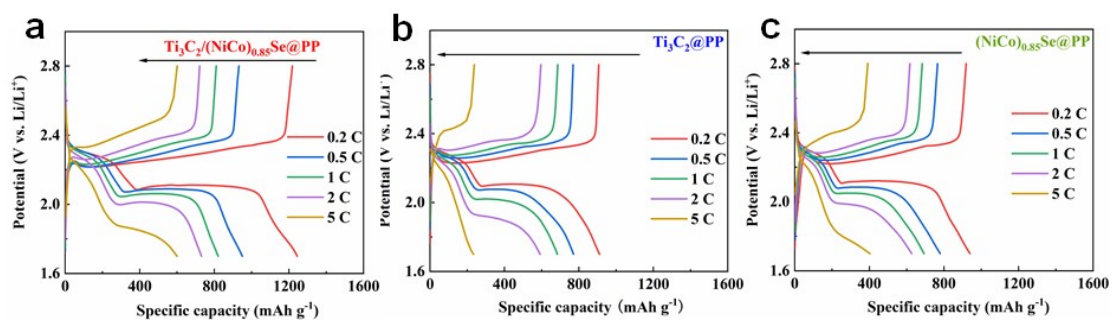 a
Ti₃C₂/(NiCo)₀.₈₅Se@PP
Potential (V vs. Li/Li⁺)
2.8
2.4
2.0
1.6
0.2 C
0.5 C
1 C
2 C
5 C
0 400 800 1200 1600
Specific capacity (mAh g⁻¹)
b
Ti₃C₂@PP
Potential (V vs. Li/Li⁺)
2.8
2.4
2.0
1.6
0.2 C
0.5 C
1 C
2 C
5 C
0 400 800 1200 1600
Specific capacity (mAh g⁻¹)
c
(NiCo)₀.₈₅Se@PP
Potential (V vs. Li/Li⁺)
2.8
2.4
2.0
1.6
0.2 C
0.5 C
1 C
2 C
5 C
0 400 800 1200 1600
Specific capacity (mAh g⁻¹)